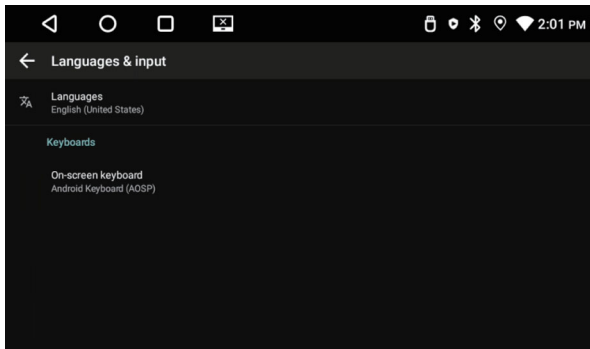 2:01 PM
Languages & input
Languages
English (United States)
Keyboards
On-screen keyboard
Android Keyboard (AOSP)